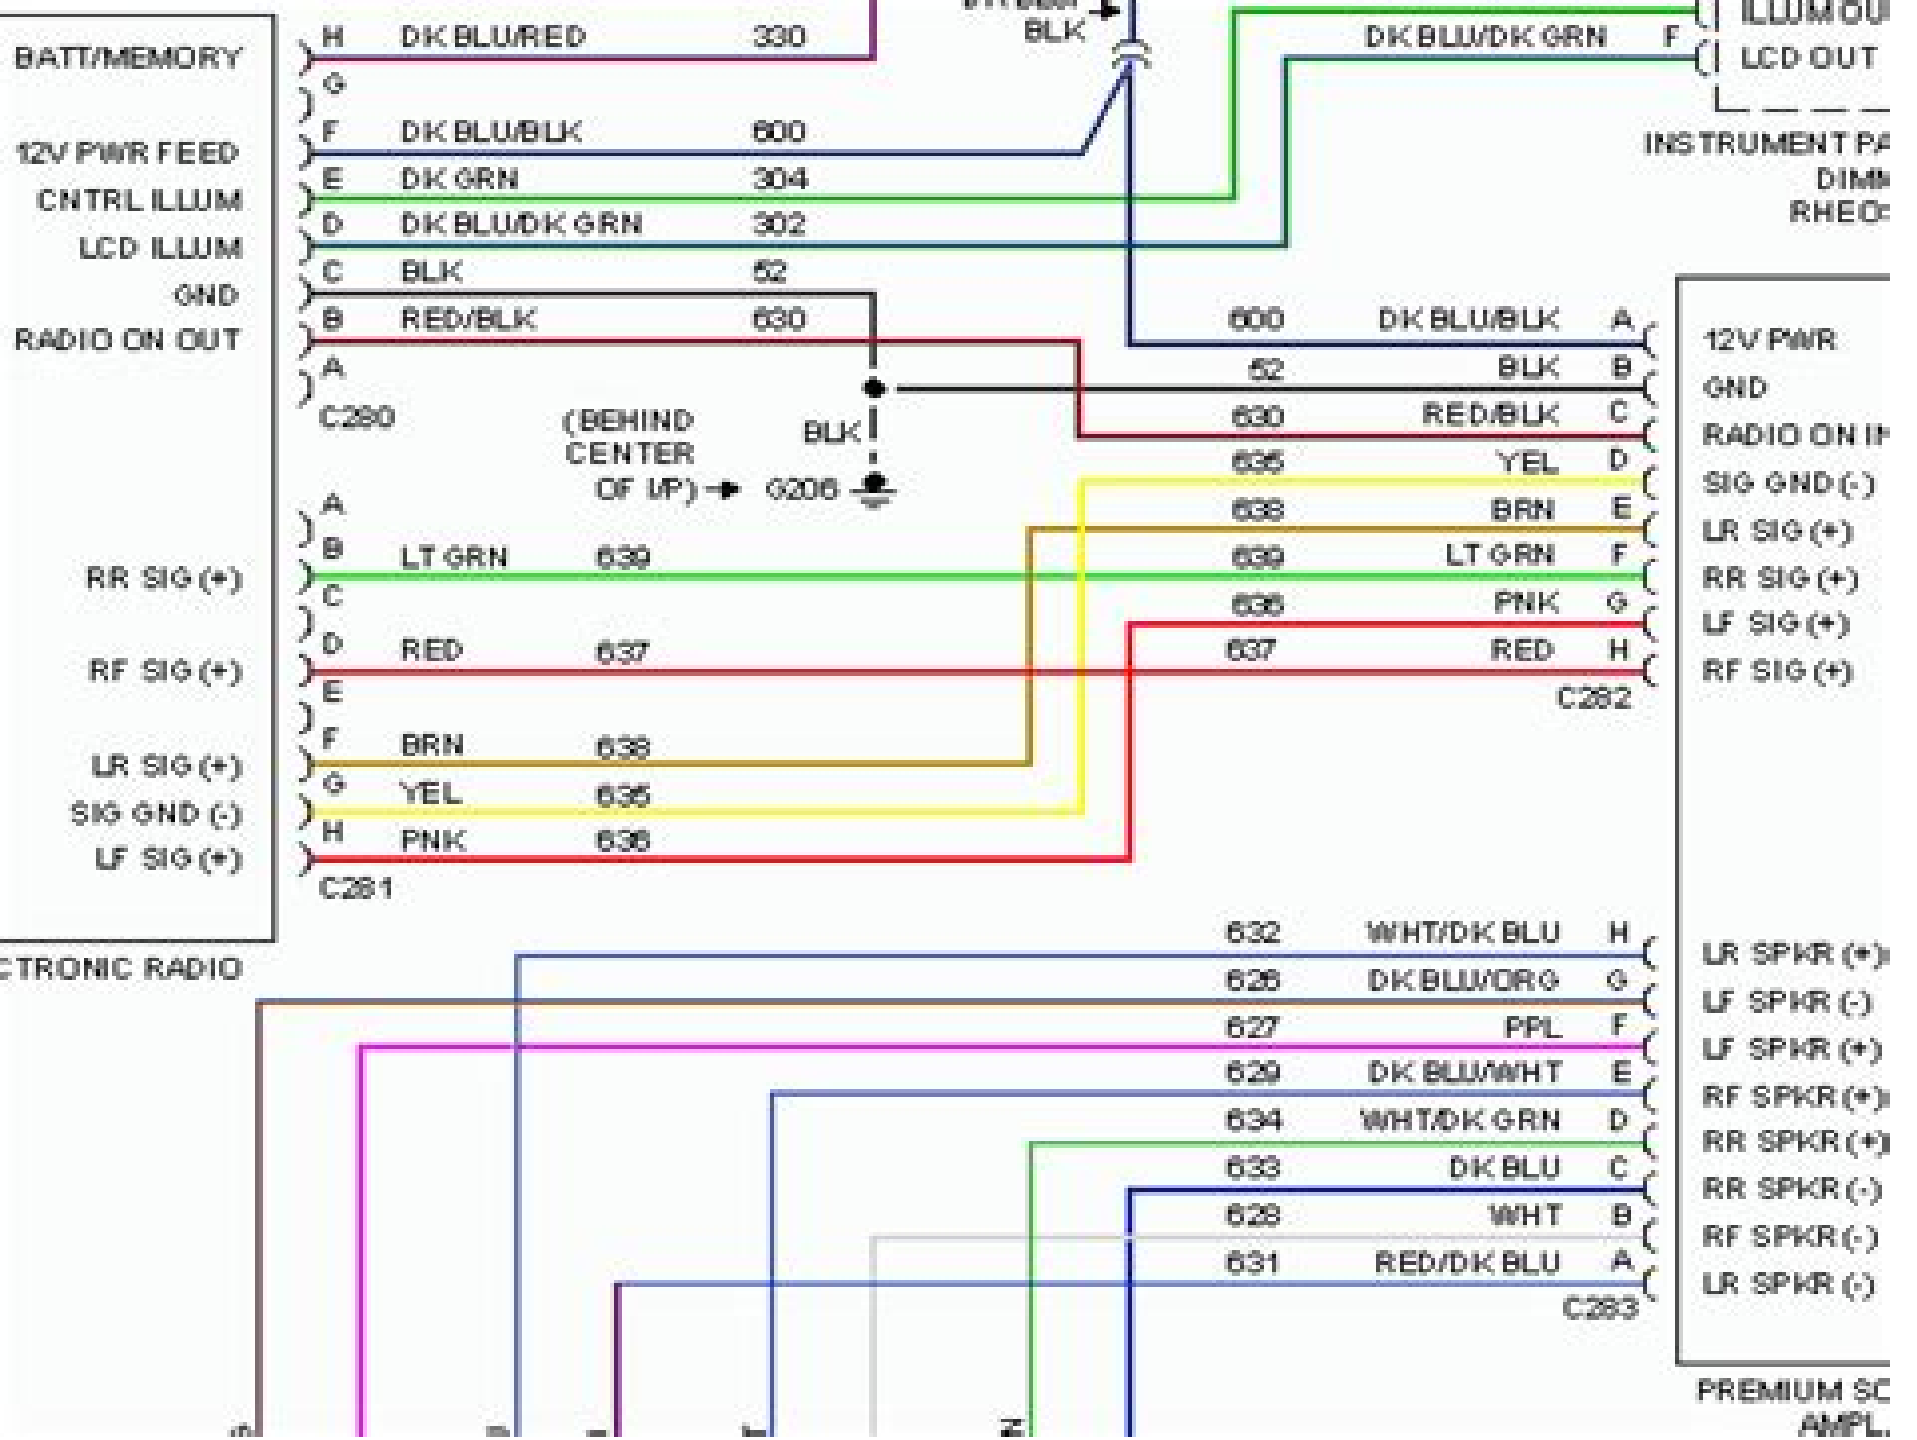 BLK
ILLUM OU
DK BLU/DK GRN F
LCD OUT
INSTRUMENT PA
DIMM
RHEOS
BATT/MEMORY
H DK BLU/RED 330
G
12V PWR FEED
F DK BLU/BLK 600
CNTRL ILLUM
E DK GRN 304
LCD ILLUM
D DK BLU/DK GRN 302
GND
C BLK 52
RADIO ON OUT
B RED/BLK 630
A
C280
(BEHIND
CENTER
OF I/P)
G206
BLK
600 DK BLU/BLK A
12V PWR
52 BLK B
GND
630 RED/BLK C
RADIO ON IN
635 YEL D
SIG GND (-)
638 BRN E
LR SIG (+)
639 LT GRN F
RR SIG (+)
636 PNK G
LF SIG (+)
637 RED H
RF SIG (+)
C282
A
RR SIG (+)
B LT GRN 639
C
RF SIG (+)
D RED 637
E
LR SIG (+)
F BRN 638
SIG GND (-)
G YEL 635
LF SIG (+)
H PNK 636
C281
CTRONIC RADIO
632 WHT/DK BLU H
LR SPKR (+)
626 DK BLU/ORG G
LF SPKR (-)
627 PPL F
LF SPKR (+)
629 DK BLU/WHT E
RF SPKR (+)
634 WHT/DK GRN D
RR SPKR (+)
633 DK BLU C
RR SPKR (-)
628 WHT B
RF SPKR (-)
631 RED/DK BLU A
LR SPKR (-)
C283
PREMIUM SO
AMPL